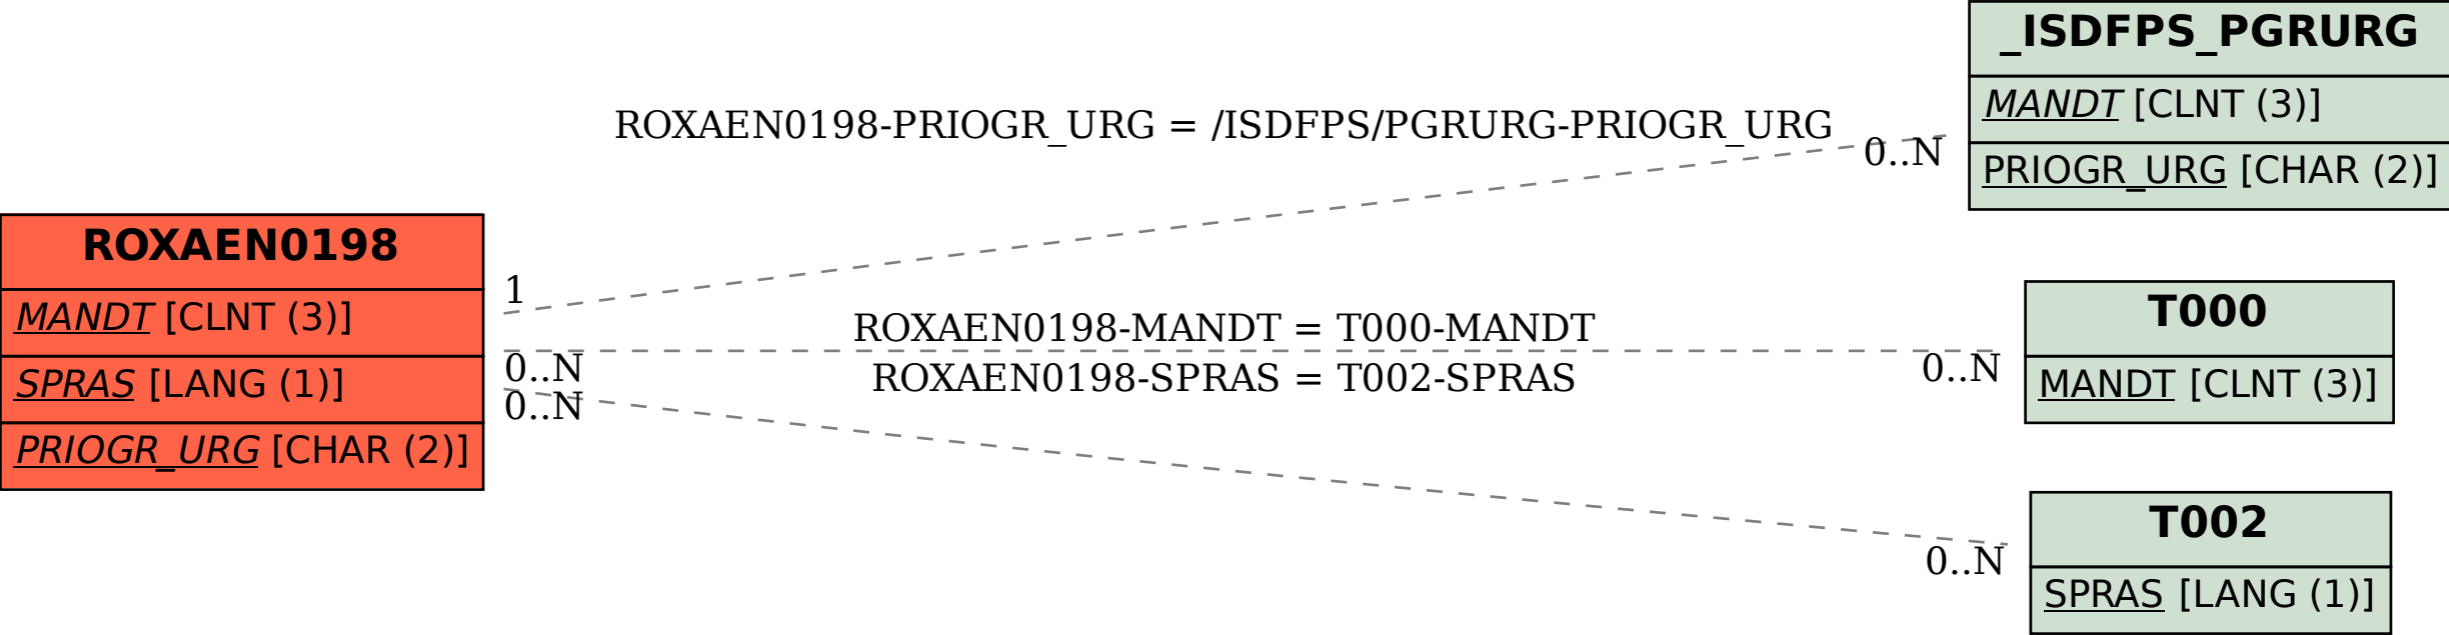 _ISDFPS_PGRURG
MANDT [CLNT (3)]
PRIOGR_URG [CHAR (2)]
ROXAEN0198-PRIOGR_URG = /ISDFPS/PGRURG-PRIOGR_URG
0..N
ROXAEN0198
MANDT [CLNT (3)]
SPRAS [LANG (1)]
PRIOGR_URG [CHAR (2)]
1
0..N
0..N
ROXAEN0198-MANDT = T000-MANDT
ROXAEN0198-SPRAS = T002-SPRAS
0..N
T000
MANDT [CLNT (3)]
0..N
T002
SPRAS [LANG (1)]